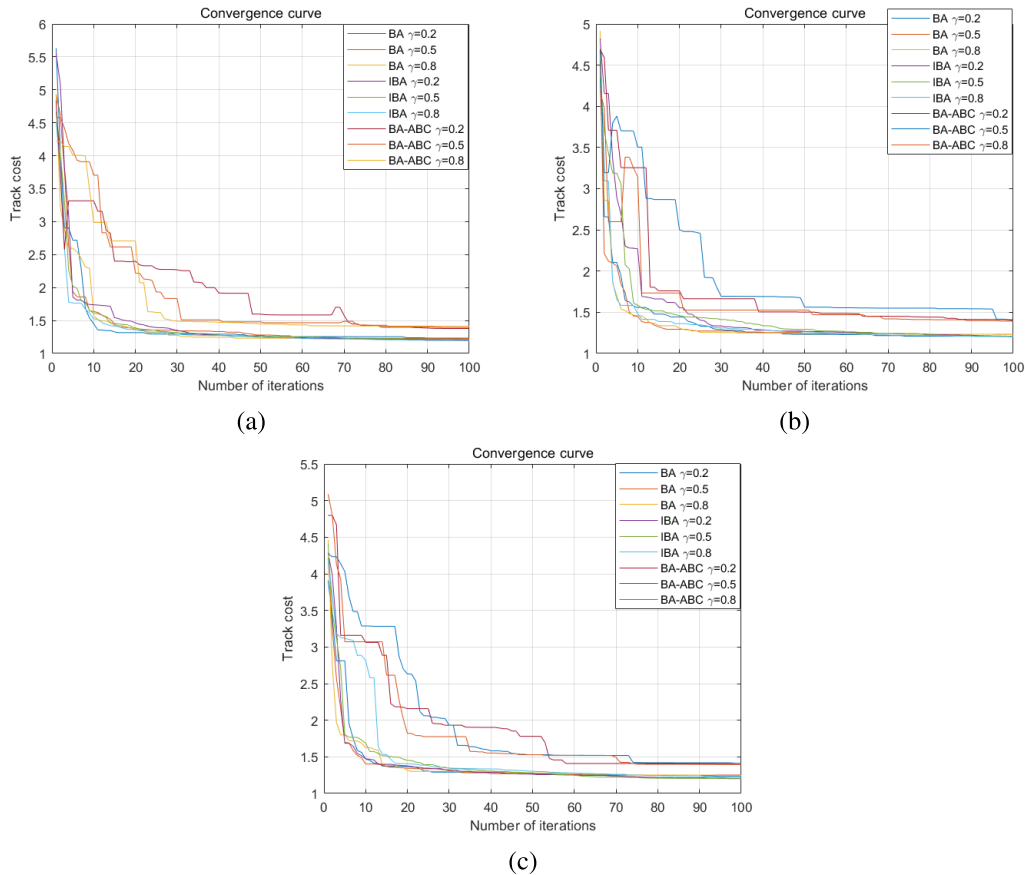 Convergence curve
6
5.5
5
4.5
4
3.5
3
2.5
2
1.5
1
Track cost
0 10 20 30 40 50 60 70 80 90 100
Number of iterations
BA γ=0.2
BA γ=0.5
BA γ=0.8
IBA γ=0.2
IBA γ=0.5
IBA γ=0.8
BA-ABC γ=0.2
BA-ABC γ=0.5
BA-ABC γ=0.8
(a)
Convergence curve
5
4.5
4
3.5
3
2.5
2
1.5
1
Track cost
0 10 20 30 40 50 60 70 80 90 100
Number of iterations
BA γ=0.2
BA γ=0.5
BA γ=0.8
IBA γ=0.2
IBA γ=0.5
IBA γ=0.8
BA-ABC γ=0.2
BA-ABC γ=0.5
BA-ABC γ=0.8
(b)
Convergence curve
5.5
5
4.5
4
3.5
3
2.5
2
1.5
1
Track cost
0 10 20 30 40 50 60 70 80 90 100
Number of iterations
BA γ=0.2
BA γ=0.5
BA γ=0.8
IBA γ=0.2
IBA γ=0.5
IBA γ=0.8
BA-ABC γ=0.2
BA-ABC γ=0.5
BA-ABC γ=0.8
(c)